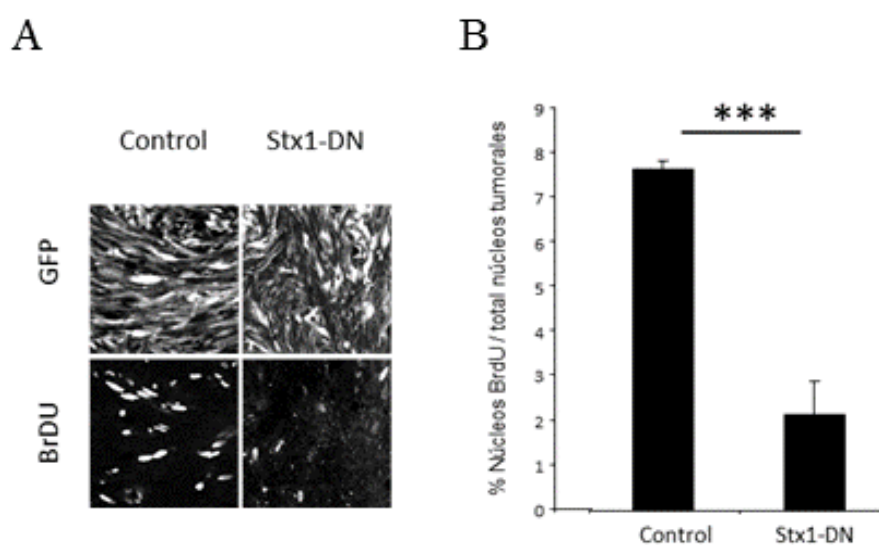 A
Control Stx1-DN
GFP
BrDU
B
% Núcleos BrdU / total núcleos tumorales
9
8
7
6
5
4
3
2
1
0
***
Control Stx1-DN